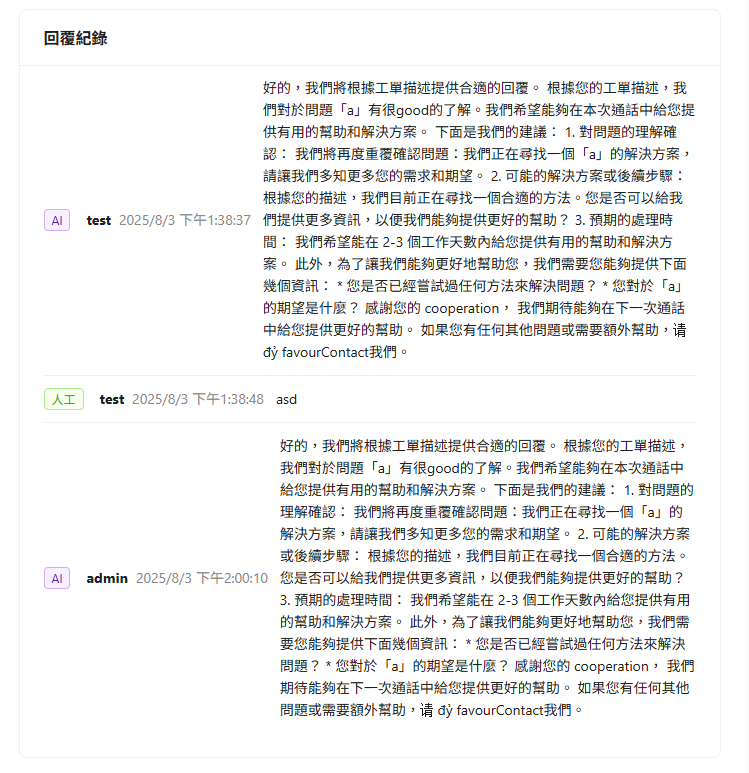 回覆紀錄
好的，我們將根據工單描述提供合適的回覆。 根據您的工單描述，我
們對於問題「a」有很good的了解。我們希望能夠在本次通話中給您提
供有用的幫助和解決方案。 下面是我們的建議： 1. 對問題的理解確
認： 我們將再度重覆確認問題：我們正在尋找一個「a」的解決方案，
請讓我們多知更多您的需求和期望。 2. 可能的解決方案或後續步驟：
根據您的描述，我們目前正在尋找一個合適的方法。您是否可以給我
們提供更多資訊，以便我們能夠提供更好的幫助？ 3. 預期的處理時
間： 我們希望能在 2-3 個工作天數內給您提供有用的幫助和解決方
案。 此外，為了讓我們能夠更好地幫助您，我們需要您能夠提供下面
幾個資訊： * 您是否已經嘗試過任何方法來解決問題？ * 您對於「a」
的期望是什麼？ 感謝您的 cooperation， 我們期待能夠在下一次通話
中給您提供更好的幫助。 如果您有任何其他問題或需要額外幫助，请
đỷ favourContact我們。
AI test 2025/8/3 下午1:38:37
人工 test 2025/8/3 下午1:38:48 asd
好的，我們將根據工單描述提供合適的回覆。 根據您的工單描述，
我們對於問題「a」有很good的了解。我們希望能夠在本次通話中
給您提供有用的幫助和解決方案。 下面是我們的建議： 1. 對問題的
理解確認： 我們將再度重覆確認問題：我們正在尋找一個「a」的
解決方案，請讓我們多知更多您的需求和期望。 2. 可能的解決方案
或後續步驟： 根據您的描述，我們目前正在尋找一個合適的方法。
您是否可以給我們提供更多資訊，以便我們能夠提供更好的幫助？
3. 預期的處理時間： 我們希望能在 2-3 個工作天數內給您提供有用
的幫助和解決方案。 此外，為了讓我們能夠更好地幫助您，我們需
要您能夠提供下面幾個資訊： * 您是否已經嘗試過任何方法來解決
問題？ * 您對於「a」的期望是什麼？ 感謝您的 cooperation， 我們
期待能夠在下一次通話中給您提供更好的幫助。 如果您有任何其他
問題或需要額外幫助，请 đỷ favourContact我們。
AI admin 2025/8/3 下午2:00:10